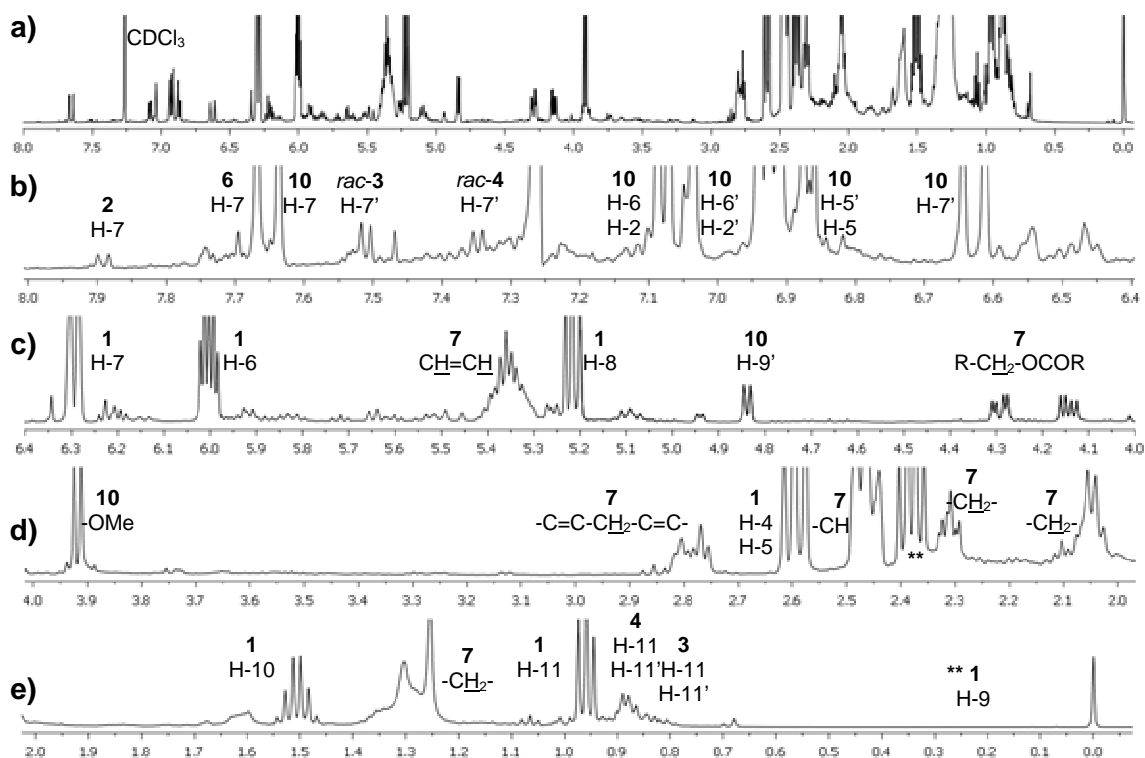 a)
CDCl₃
8.0 7.5 7.0 6.5 6.0 5.5 5.0 4.5 4.0 3.5 3.0 2.5 2.0 1.5 1.0 0.5 0.0
b)
2 6 10 rac-3 rac-4 10 10 10 10
H-7 H-7 H-7 H-7' H-7' H-6 H-6' H-5' H-7'
H-2 H-2' H-5
8.0 7.9 7.8 7.7 7.6 7.5 7.4 7.3 7.2 7.1 7.0 6.9 6.8 6.7 6.6 6.5 6.4
c)
1 1 7 1 10 7
H-7 H-6 CH=CH H-8 H-9' R-CH₂-OCOR
6.4 6.3 6.2 6.1 6.0 5.9 5.8 5.7 5.6 5.5 5.4 5.3 5.2 5.1 5.0 4.9 4.8 4.7 4.6 4.5 4.4 4.3 4.2 4.1 4.0
d)
10 7 1 7 7 7
-OMe -C=C-CH₂-C=C- H-4 -CH -CH₂- -CH₂-
H-5
**
4.0 3.9 3.8 3.7 3.6 3.5 3.4 3.3 3.2 3.1 3.0 2.9 2.8 2.7 2.6 2.5 2.4 2.3 2.2 2.1 2.0
e)
1 7 1 4 3 ** 1
H-10 -CH₂- H-11 H-11 H-11 H-9
H-11' H-11'
2.0 1.9 1.8 1.7 1.6 1.5 1.4 1.3 1.2 1.1 1.0 0.9 0.8 0.7 0.6 0.5 0.4 0.3 0.2 0.1 0.0